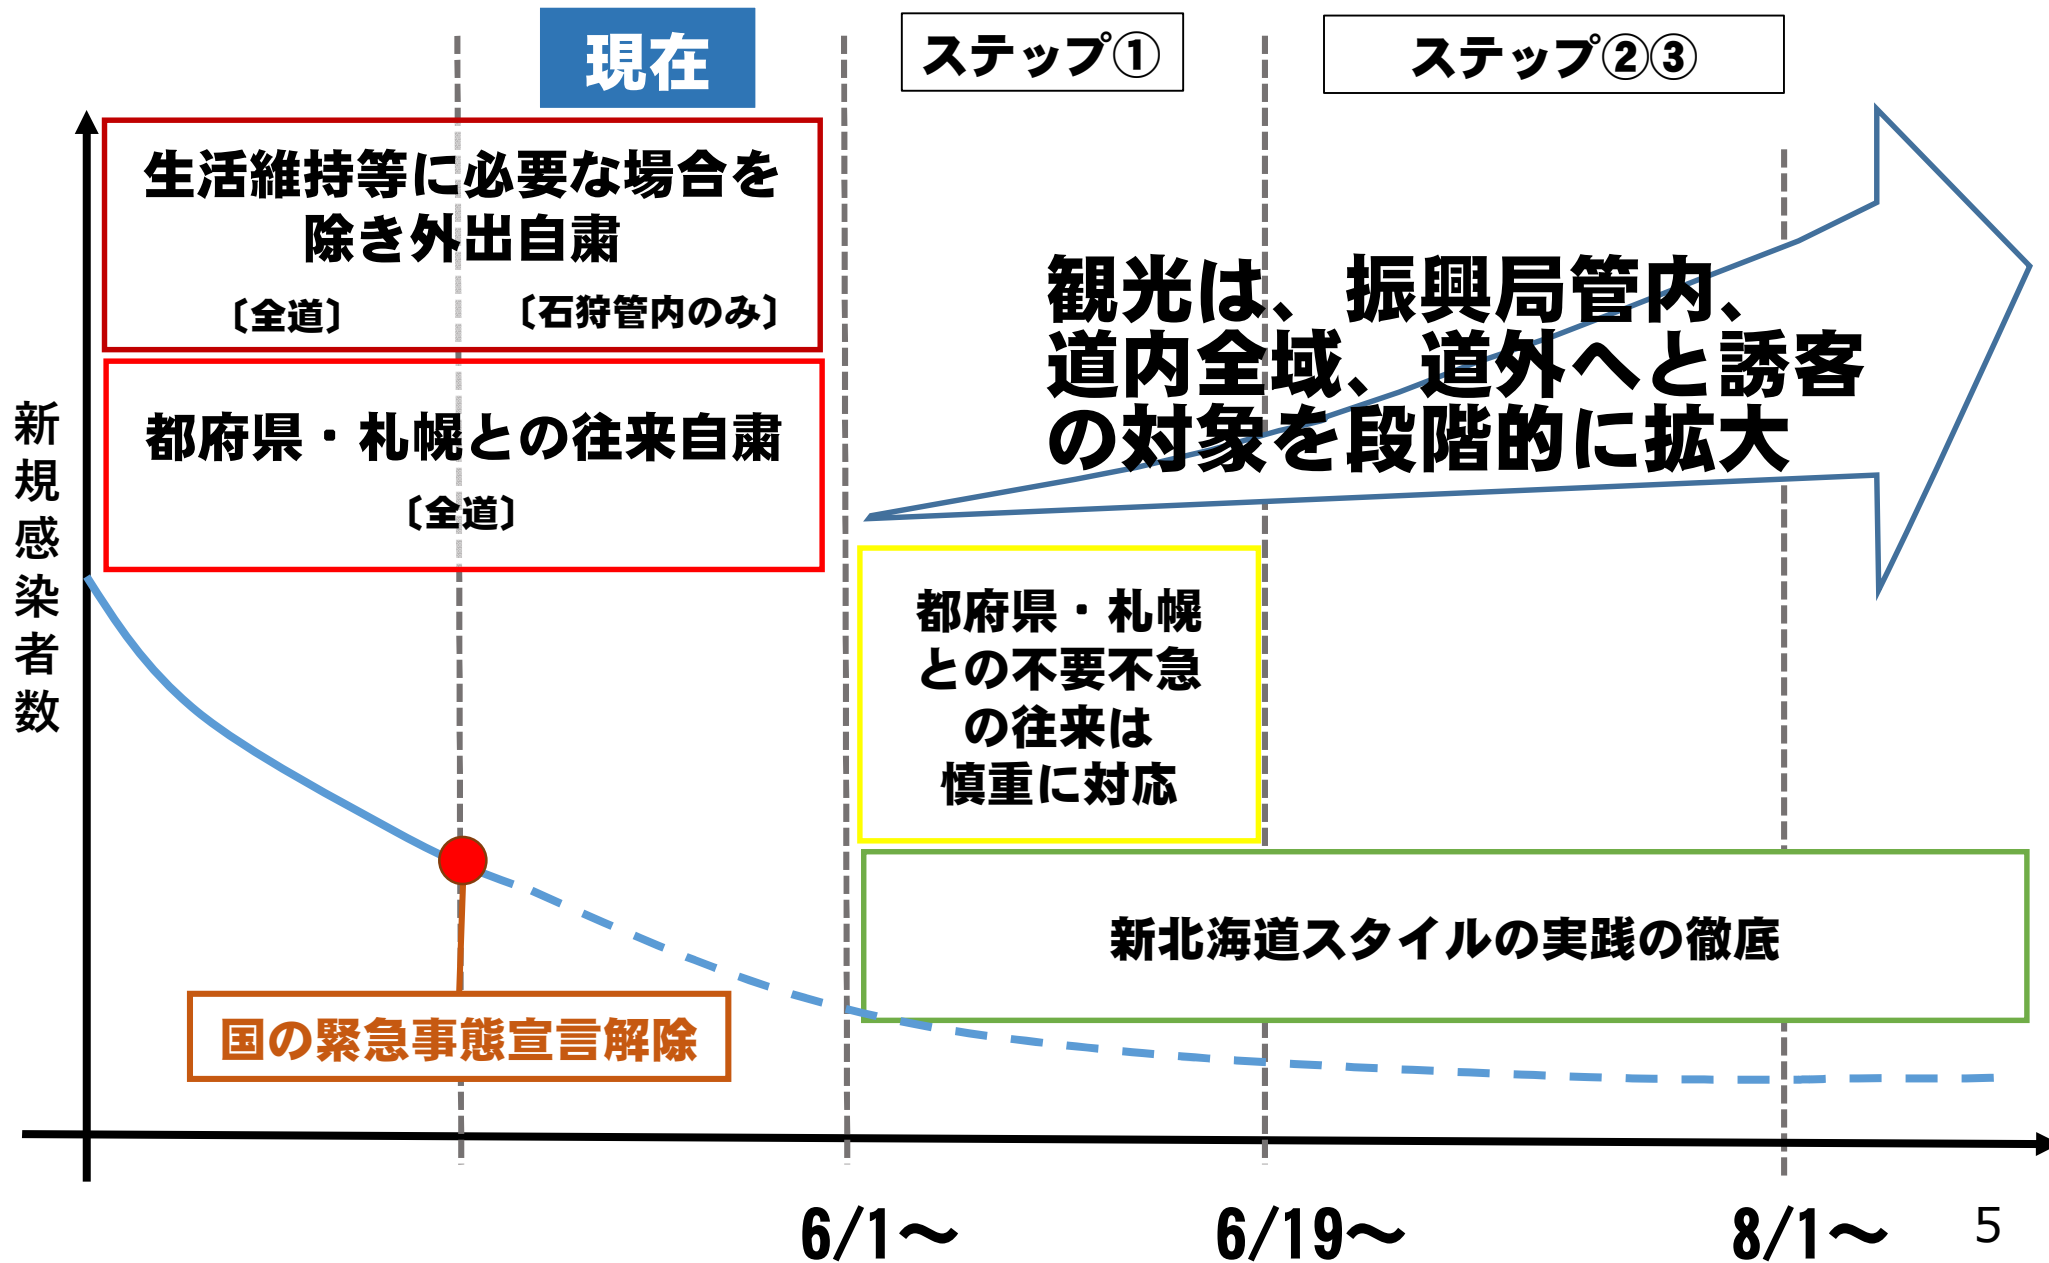 現在
ステップ①
ステップ②③
生活維持等に必要な場合を
除き外出自粛
〔全道〕
〔石狩管内のみ〕
都府県・札幌との往来自粛
〔全道〕
観光は、振興局管内、
道内全域、道外へと誘客
の対象を段階的に拡大
新規感染者数
都府県・札幌
との不要不急
の往来は
慎重に対応
新北海道スタイルの実践の徹底
国の緊急事態宣言解除
6/1～
6/19～
8/1～
5